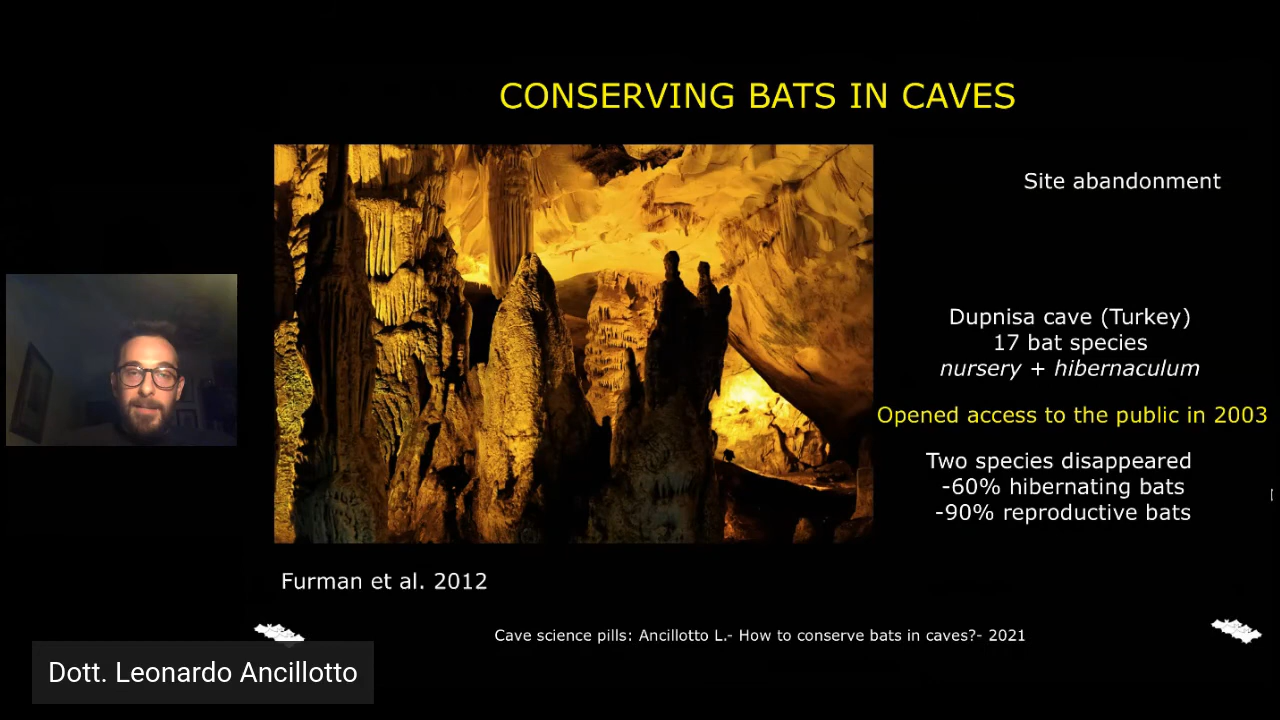 CONSERVING BATS IN CAVES
Site abandonment
Dupnisa cave (Turkey)
17 bat species
nursery + hibernaculum
Opened access to the public in 2003
Two species disappeared
-60% hibernating bats
-90% reproductive bats
Furman et al. 2012
Cave science pills: Ancillotto L.- How to conserve bats in caves?- 2021
Dott. Leonardo Ancillotto